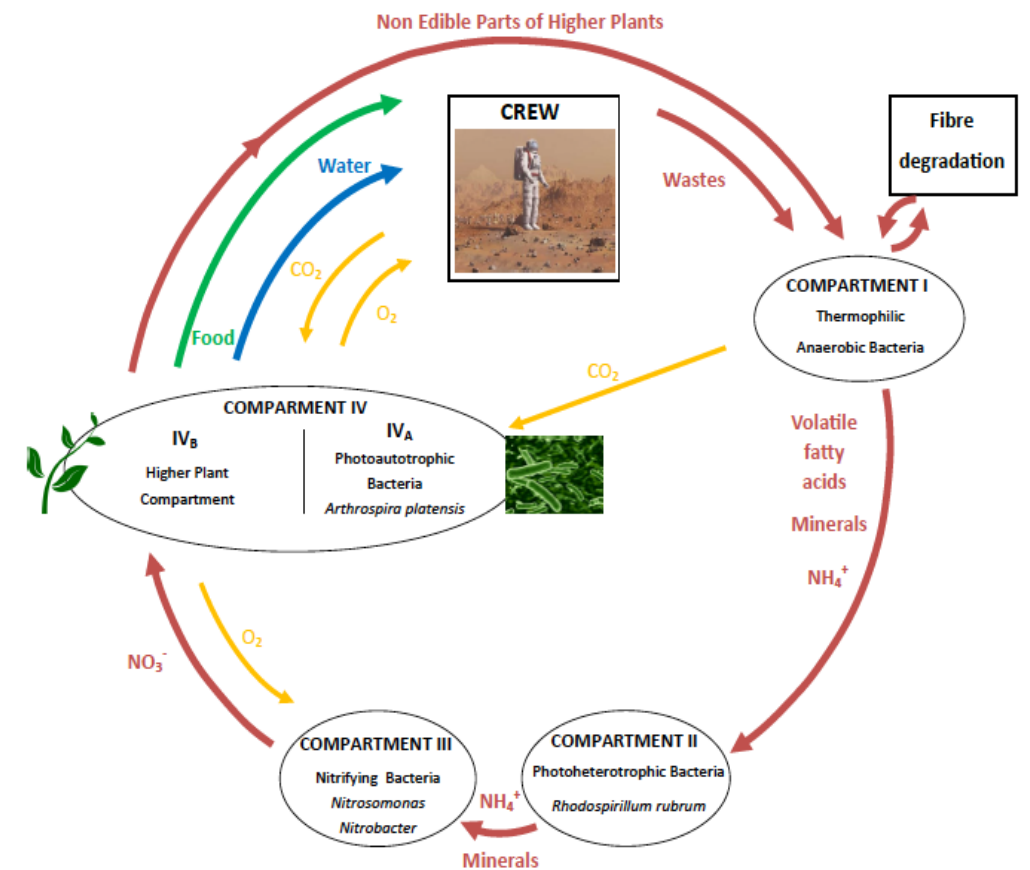 Non Edible Parts of Higher Plants
CREW
Fibre
degradation
Water
Wastes
CO₂
O₂
Food
COMPARTMENT I
Thermophilic
Anaerobic Bacteria
CO₂
COMPARMENT IV
IV_B
Higher Plant
Compartment
IV_A
Photoautotrophic
Bacteria
Arthrospira platensis
Volatile
fatty
acids
Minerals
NH₄⁺
O₂
NO₃⁻
COMPARTMENT III
Nitrifying Bacteria
Nitrosomonas
Nitrobacter
COMPARTMENT II
Photoheterotrophic Bacteria
Rhodospirillum rubrum
NH₄⁺
Minerals